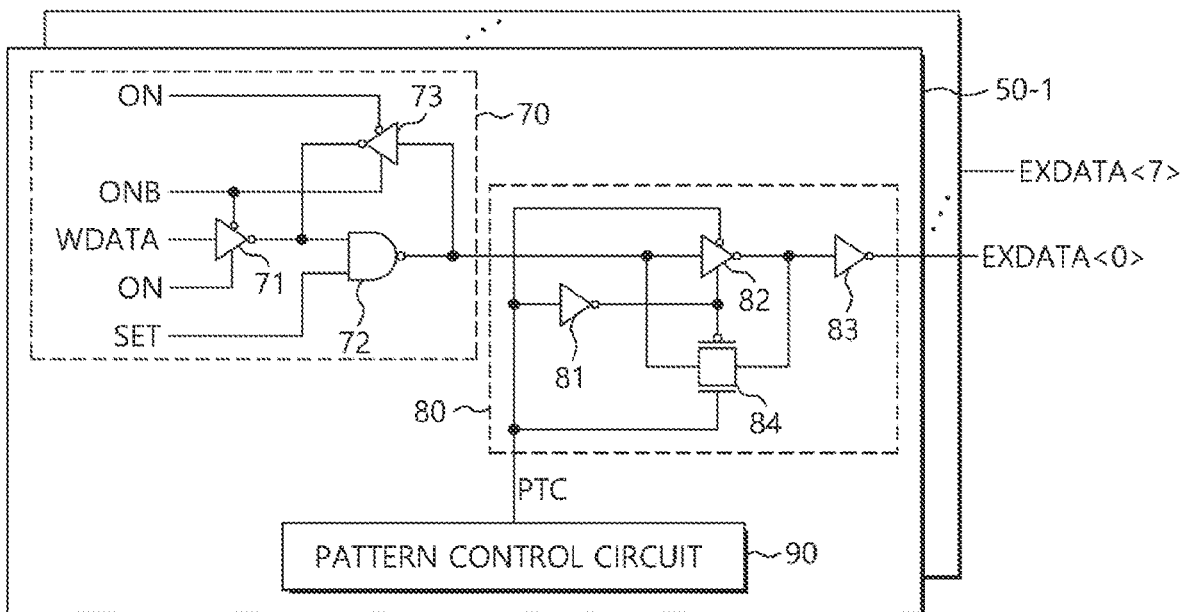 50-1
ON
73
70
ONB
EXDATA<7>
WDATA
71
EXDATA<0>
ON
82
83
SET
72
81
80
84
PTC
PATTERN CONTROL CIRCUIT
90